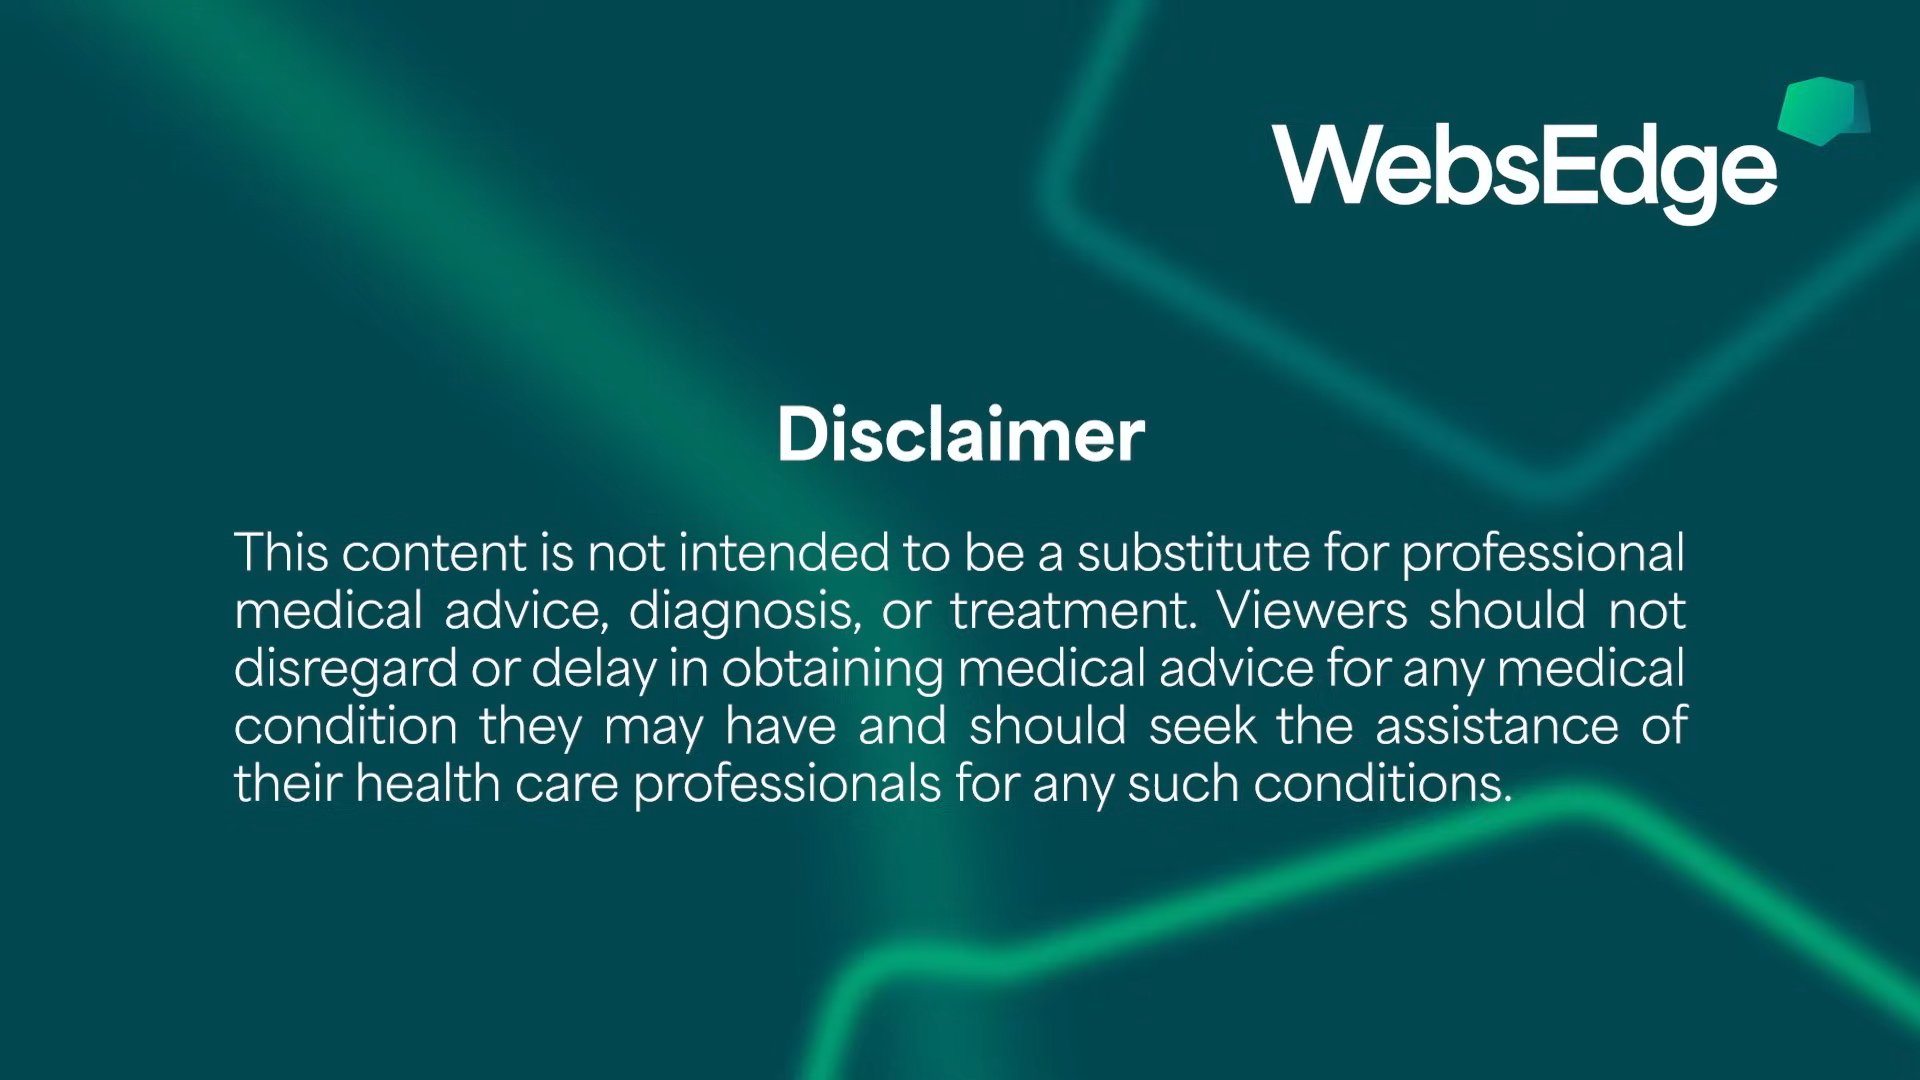 WebsEdge
Disclaimer
This content is not intended to be a substitute for professional
medical advice, diagnosis, or treatment. Viewers should not
disregard or delay in obtaining medical advice for any medical
condition they may have and should seek the assistance of
their health care professionals for any such conditions.